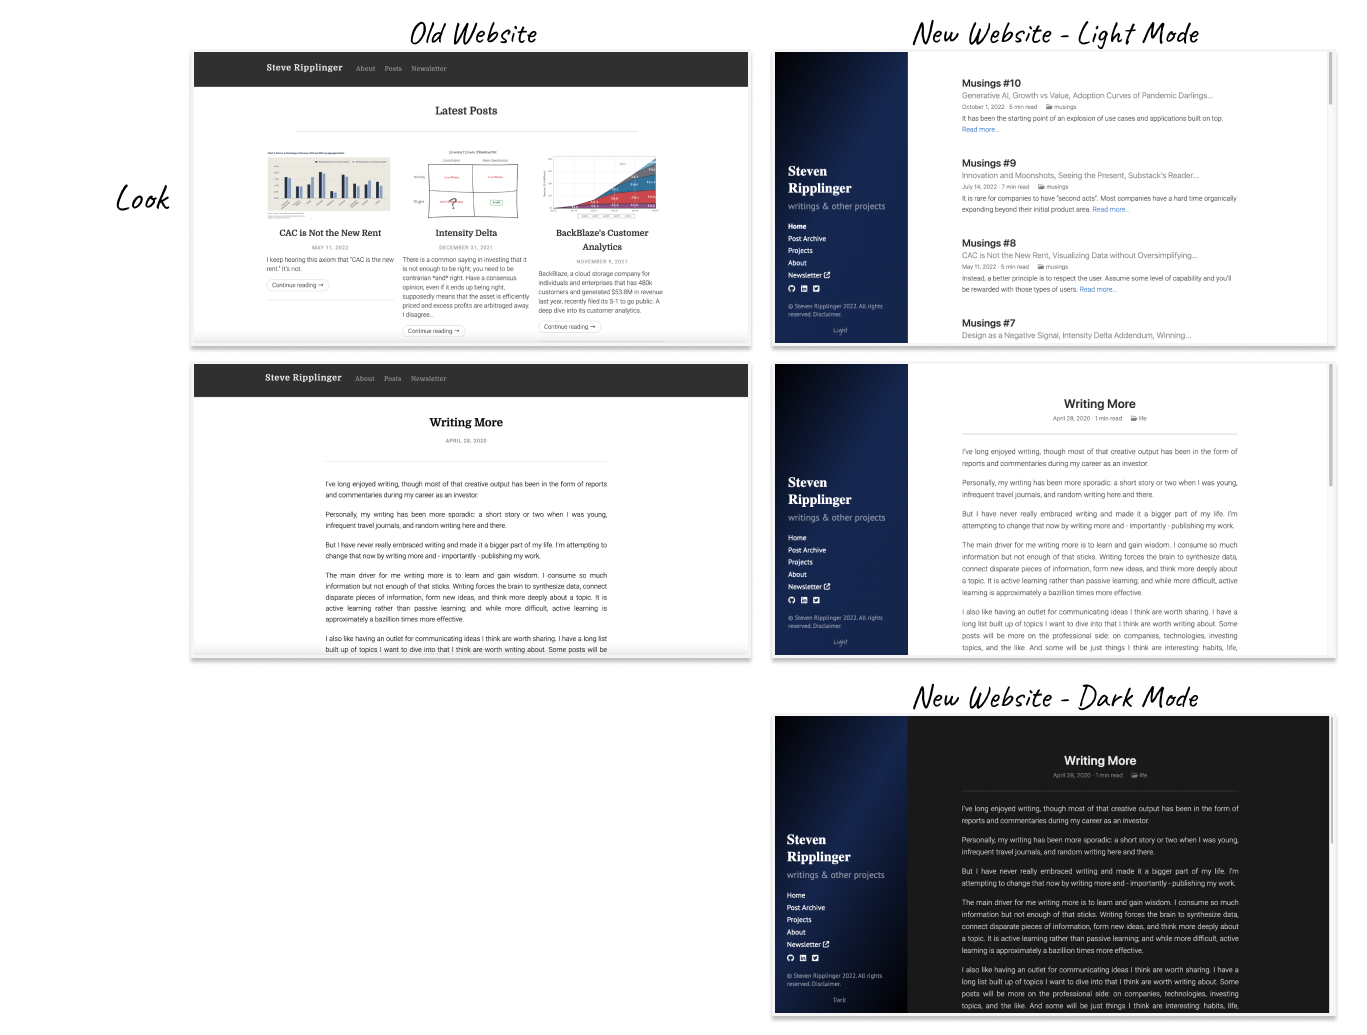 Old Website
New Website - Light Mode
Look
Steve Ripplinger About Posts Newsletter
Latest Posts
CAC is Not the New Rent
MAY 11, 2022
I keep hearing this axiom that "CAC is the new
rent." It's not.
Continue reading →
Intensity Delta
DECEMBER 31, 2021
There is a common saying in investing that it
is not enough to be right; you need to be
contrarian *and* right. Have a consensus
opinion, even if it ends up being right,
supposedly means that the asset is efficiently
priced and excess profits are arbitraged away.
I disagree...
Continue reading →
BackBlaze's Customer
Analytics
NOVEMBER 9, 2021
BackBlaze, a cloud storage company for
individuals and enterprises that has 480k
customers and generated $53.8M in revenue
last year, recently filed its S-1 to go public. A
deep dive into its customer analytics.
Continue reading →
Steven
Ripplinger
writings & other projects
Home
Post Archive
Projects
About
Newsletter
© Steven Ripplinger 2022. All rights
reserved. Disclaimer.
Light
Musings #10
Generative AI, Growth vs Value, Adoption Curves of Pandemic Darlings...
October 1, 2022 · 5 min read musings
It has been the starting point of an explosion of use cases and applications built on top.
Read more...
Musings #9
Innovation and Moonshots, Seeing the Present, Substack's Reader...
July 14, 2022 · 7 min read musings
It is rare for companies to have "second acts". Most companies have a hard time organically
expanding beyond their initial product area. Read more...
Musings #8
CAC is Not the New Rent, Visualizing Data without Oversimplifying...
May 11, 2022 · 5 min read musings
Instead, a better principle is to respect the user. Assume some level of capability and you'll
be rewarded with those types of users. Read more...
Musings #7
Design as a Negative Signal, Intensity Delta Addendum, Winning...
Steve Ripplinger About Posts Newsletter
Writing More
APRIL 28, 2020
I've long enjoyed writing, though most of that creative output has been in the form of reports
and commentaries during my career as an investor.
Personally, my writing has been more sporadic: a short story or two when I was young,
infrequent travel journals, and random writing here and there.
But I have never really embraced writing and made it a bigger part of my life. I'm attempting to
change that now by writing more and - importantly - publishing my work.
The main driver for me writing more is to learn and gain wisdom. I consume so much
information but not enough of that sticks. Writing forces the brain to synthesize data, connect
disparate pieces of information, form new ideas, and think more deeply about a topic. It is
active learning rather than passive learning; and while more difficult, active learning is
approximately a bazillion times more effective.
I also like having an outlet for communicating ideas I think are worth sharing. I have a long list
built up of topics I want to dive into that I think are worth writing about. Some posts will be
Steven
Ripplinger
writings & other projects
Home
Post Archive
Projects
About
Newsletter
© Steven Ripplinger 2022. All rights
reserved. Disclaimer.
Light
Writing More
April 28, 2020 · 1 min read life
I've long enjoyed writing, though most of that creative output has been in the form of
reports and commentaries during my career as an investor.
Personally, my writing has been more sporadic: a short story or two when I was young,
infrequent travel journals, and random writing here and there.
But I have never really embraced writing and made it a bigger part of my life. I'm
attempting to change that now by writing more and - importantly - publishing my work.
The main driver for me writing more is to learn and gain wisdom. I consume so much
information but not enough of that sticks. Writing forces the brain to synthesize data,
connect disparate pieces of information, form new ideas, and think more deeply about
a topic. It is active learning rather than passive learning; and while more difficult, active
learning is approximately a bazillion times more effective.
I also like having an outlet for communicating ideas I think are worth sharing. I have a
long list built up of topics I want to dive into that I think are worth writing about. Some
posts will be more on the professional side: on companies, technologies, investing
topics, and the like. And some will be just things I think are interesting: habits, life,
New Website - Dark Mode
Steven
Ripplinger
writings & other projects
Home
Post Archive
Projects
About
Newsletter
© Steven Ripplinger 2022. All rights
reserved. Disclaimer.
Dark
Writing More
April 28, 2020 · 1 min read life
I've long enjoyed writing, though most of that creative output has been in the form of
reports and commentaries during my career as an investor.
Personally, my writing has been more sporadic: a short story or two when I was young,
infrequent travel journals, and random writing here and there.
But I have never really embraced writing and made it a bigger part of my life. I'm
attempting to change that now by writing more and - importantly - publishing my work.
The main driver for me writing more is to learn and gain wisdom. I consume so much
information but not enough of that sticks. Writing forces the brain to synthesize data,
connect disparate pieces of information, form new ideas, and think more deeply about
a topic. It is active learning rather than passive learning; and while more difficult, active
learning is approximately a bazillion times more effective.
I also like having an outlet for communicating ideas I think are worth sharing. I have a
long list built up of topics I want to dive into that I think are worth writing about. Some
posts will be more on the professional side: on companies, technologies, investing
topics, and the like. And some will be just things I think are interesting: habits, life,